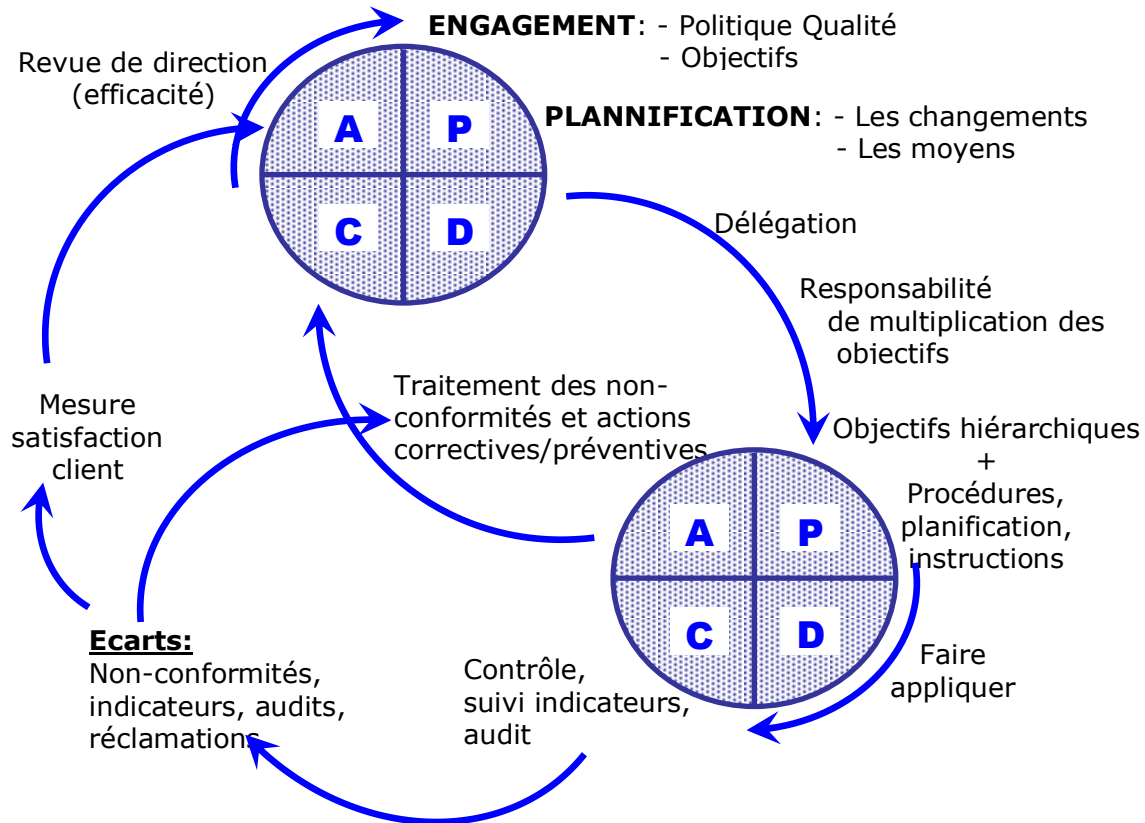 ENGAGEMENT: - Politique Qualité
- Objectifs
Revue de direction
(efficacité)
A
P
C
D
PLANNIFICATION: - Les changements
- Les moyens
Délégation
Responsabilité
de multiplication des
objectifs
Mesure
satisfaction
client
Traitement des non-
conformités et actions
correctives/préventives
Objectifs hiérarchiques
+
Procédures,
planification,
instructions
A
P
C
D
Ecarts:
Non-conformités,
indicateurs, audits,
réclamations
Contrôle,
suivi indicateurs,
audit
Faire
appliquer